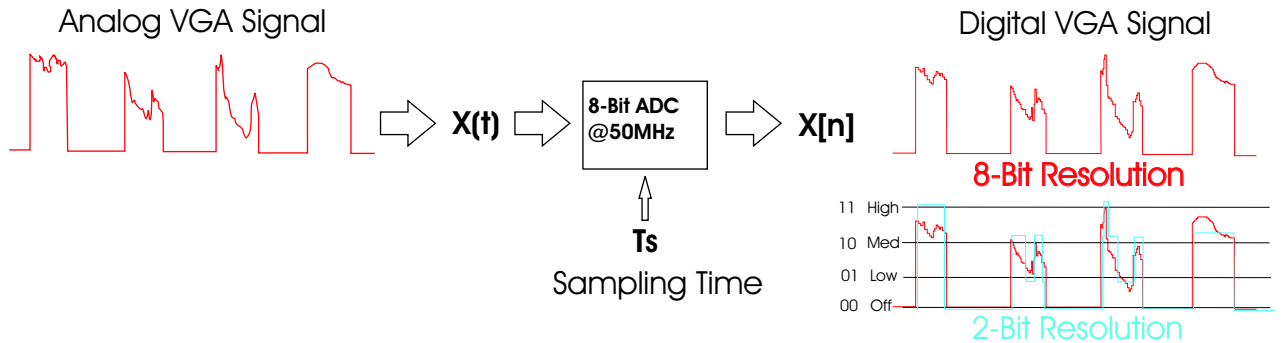 Analog VGA Signal
Digital VGA Signal
8-Bit ADC
@50MHz
X(t)
X[n]
8-Bit Resolution
Ts
Sampling Time
11 High
10 Med
01 Low
00 Off
2-Bit Resolution